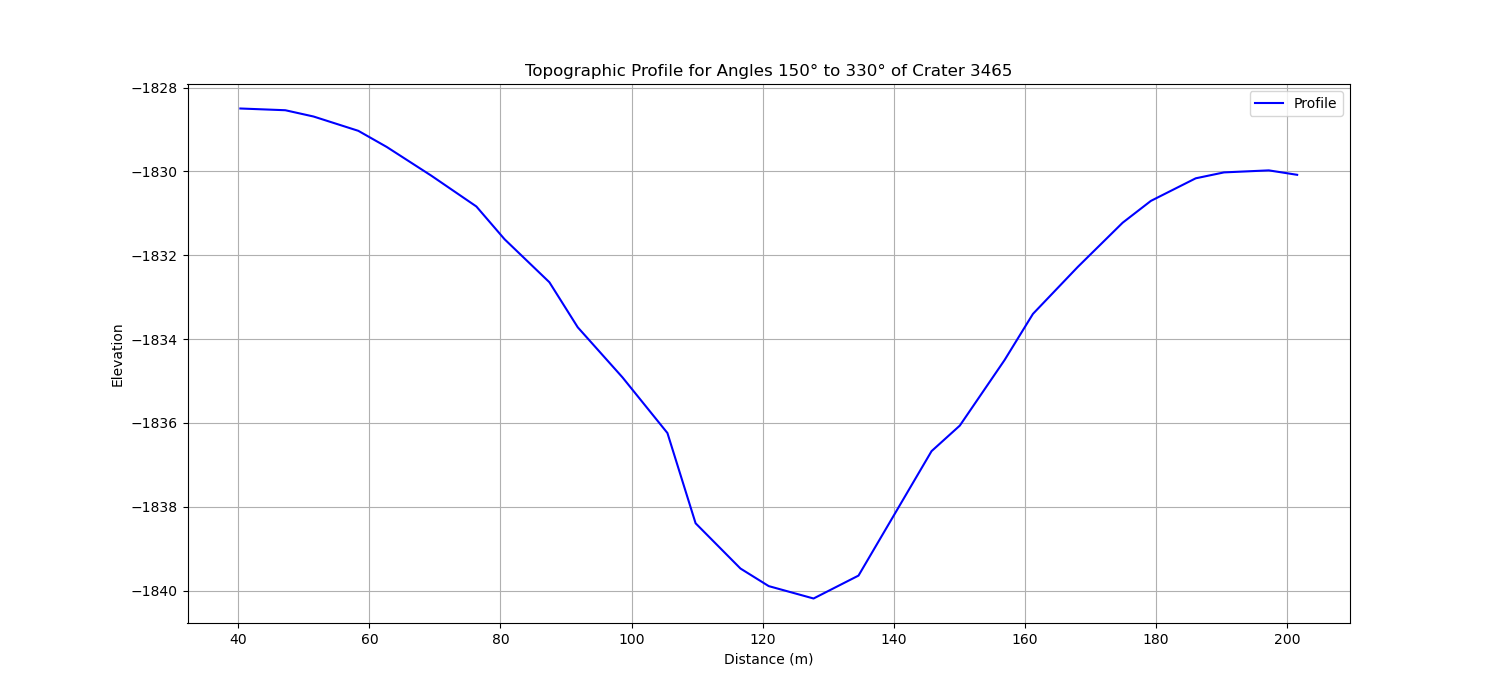 Topographic Profile for Angles 150° to 330° of Crater 3465
Profile
Elevation
−1828
−1830
−1832
−1834
−1836
−1838
−1840
40 60 80 100 120 140 160 180 200
Distance (m)